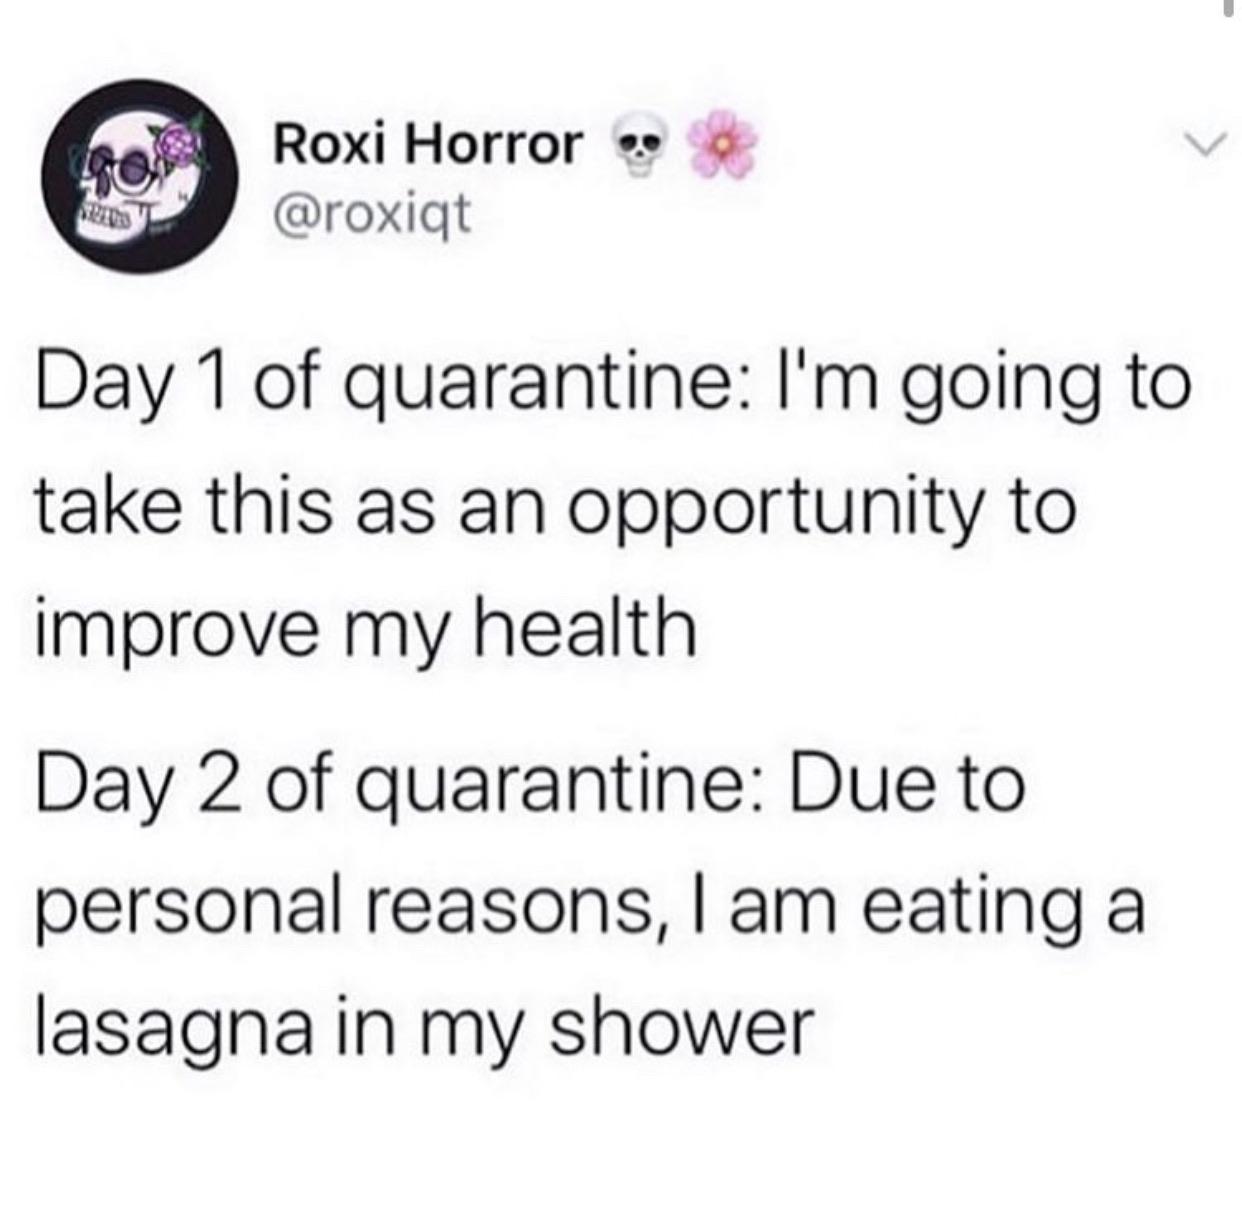 Roxi Horror 💀🌸
@roxiqt
Day 1 of quarantine: I'm going to
take this as an opportunity to
improve my health
Day 2 of quarantine: Due to
personal reasons, I am eating a
lasagna in my shower